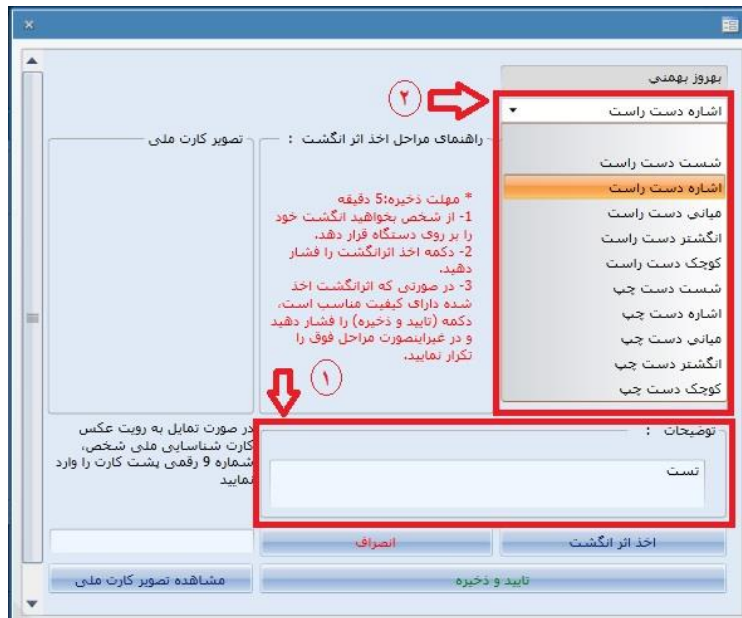 بهروز بهمنی
۲
اشاره دست راست
شست دست راست
اشاره دست راست
میانی دست راست
انگشتر دست راست
کوچک دست راست
شست دست چپ
اشاره دست چپ
میانی دست چپ
انگشتر دست چپ
کوچک دست چپ
راهنمای مراحل اخذ اثر انگشت :
* مهلت ذخیره:5 دقیقه
1- از شخص بخواهید انگشت خود
را بر روی دستگاه قرار دهد.
2- دکمه اخذ اثرانگشت را فشار
دهید.
3- در صورتی که اثرانگشت اخذ
شده دارای کیفیت مناسب است،
دکمه (تایید و ذخیره) را فشار دهید
و در غیراینصورت مراحل فوق را
تکرار نمایید.
تصویر کارت ملی
۱
توضیحات :
تست
در صورت تمایل به رویت عکس
کارت شناسایی ملی شخص،
شماره 9 رقمی پشت کارت را وارد
نمایید
اخذ اثر انگشت
انصراف
تایید و ذخیره
مشاهده تصویر کارت ملی